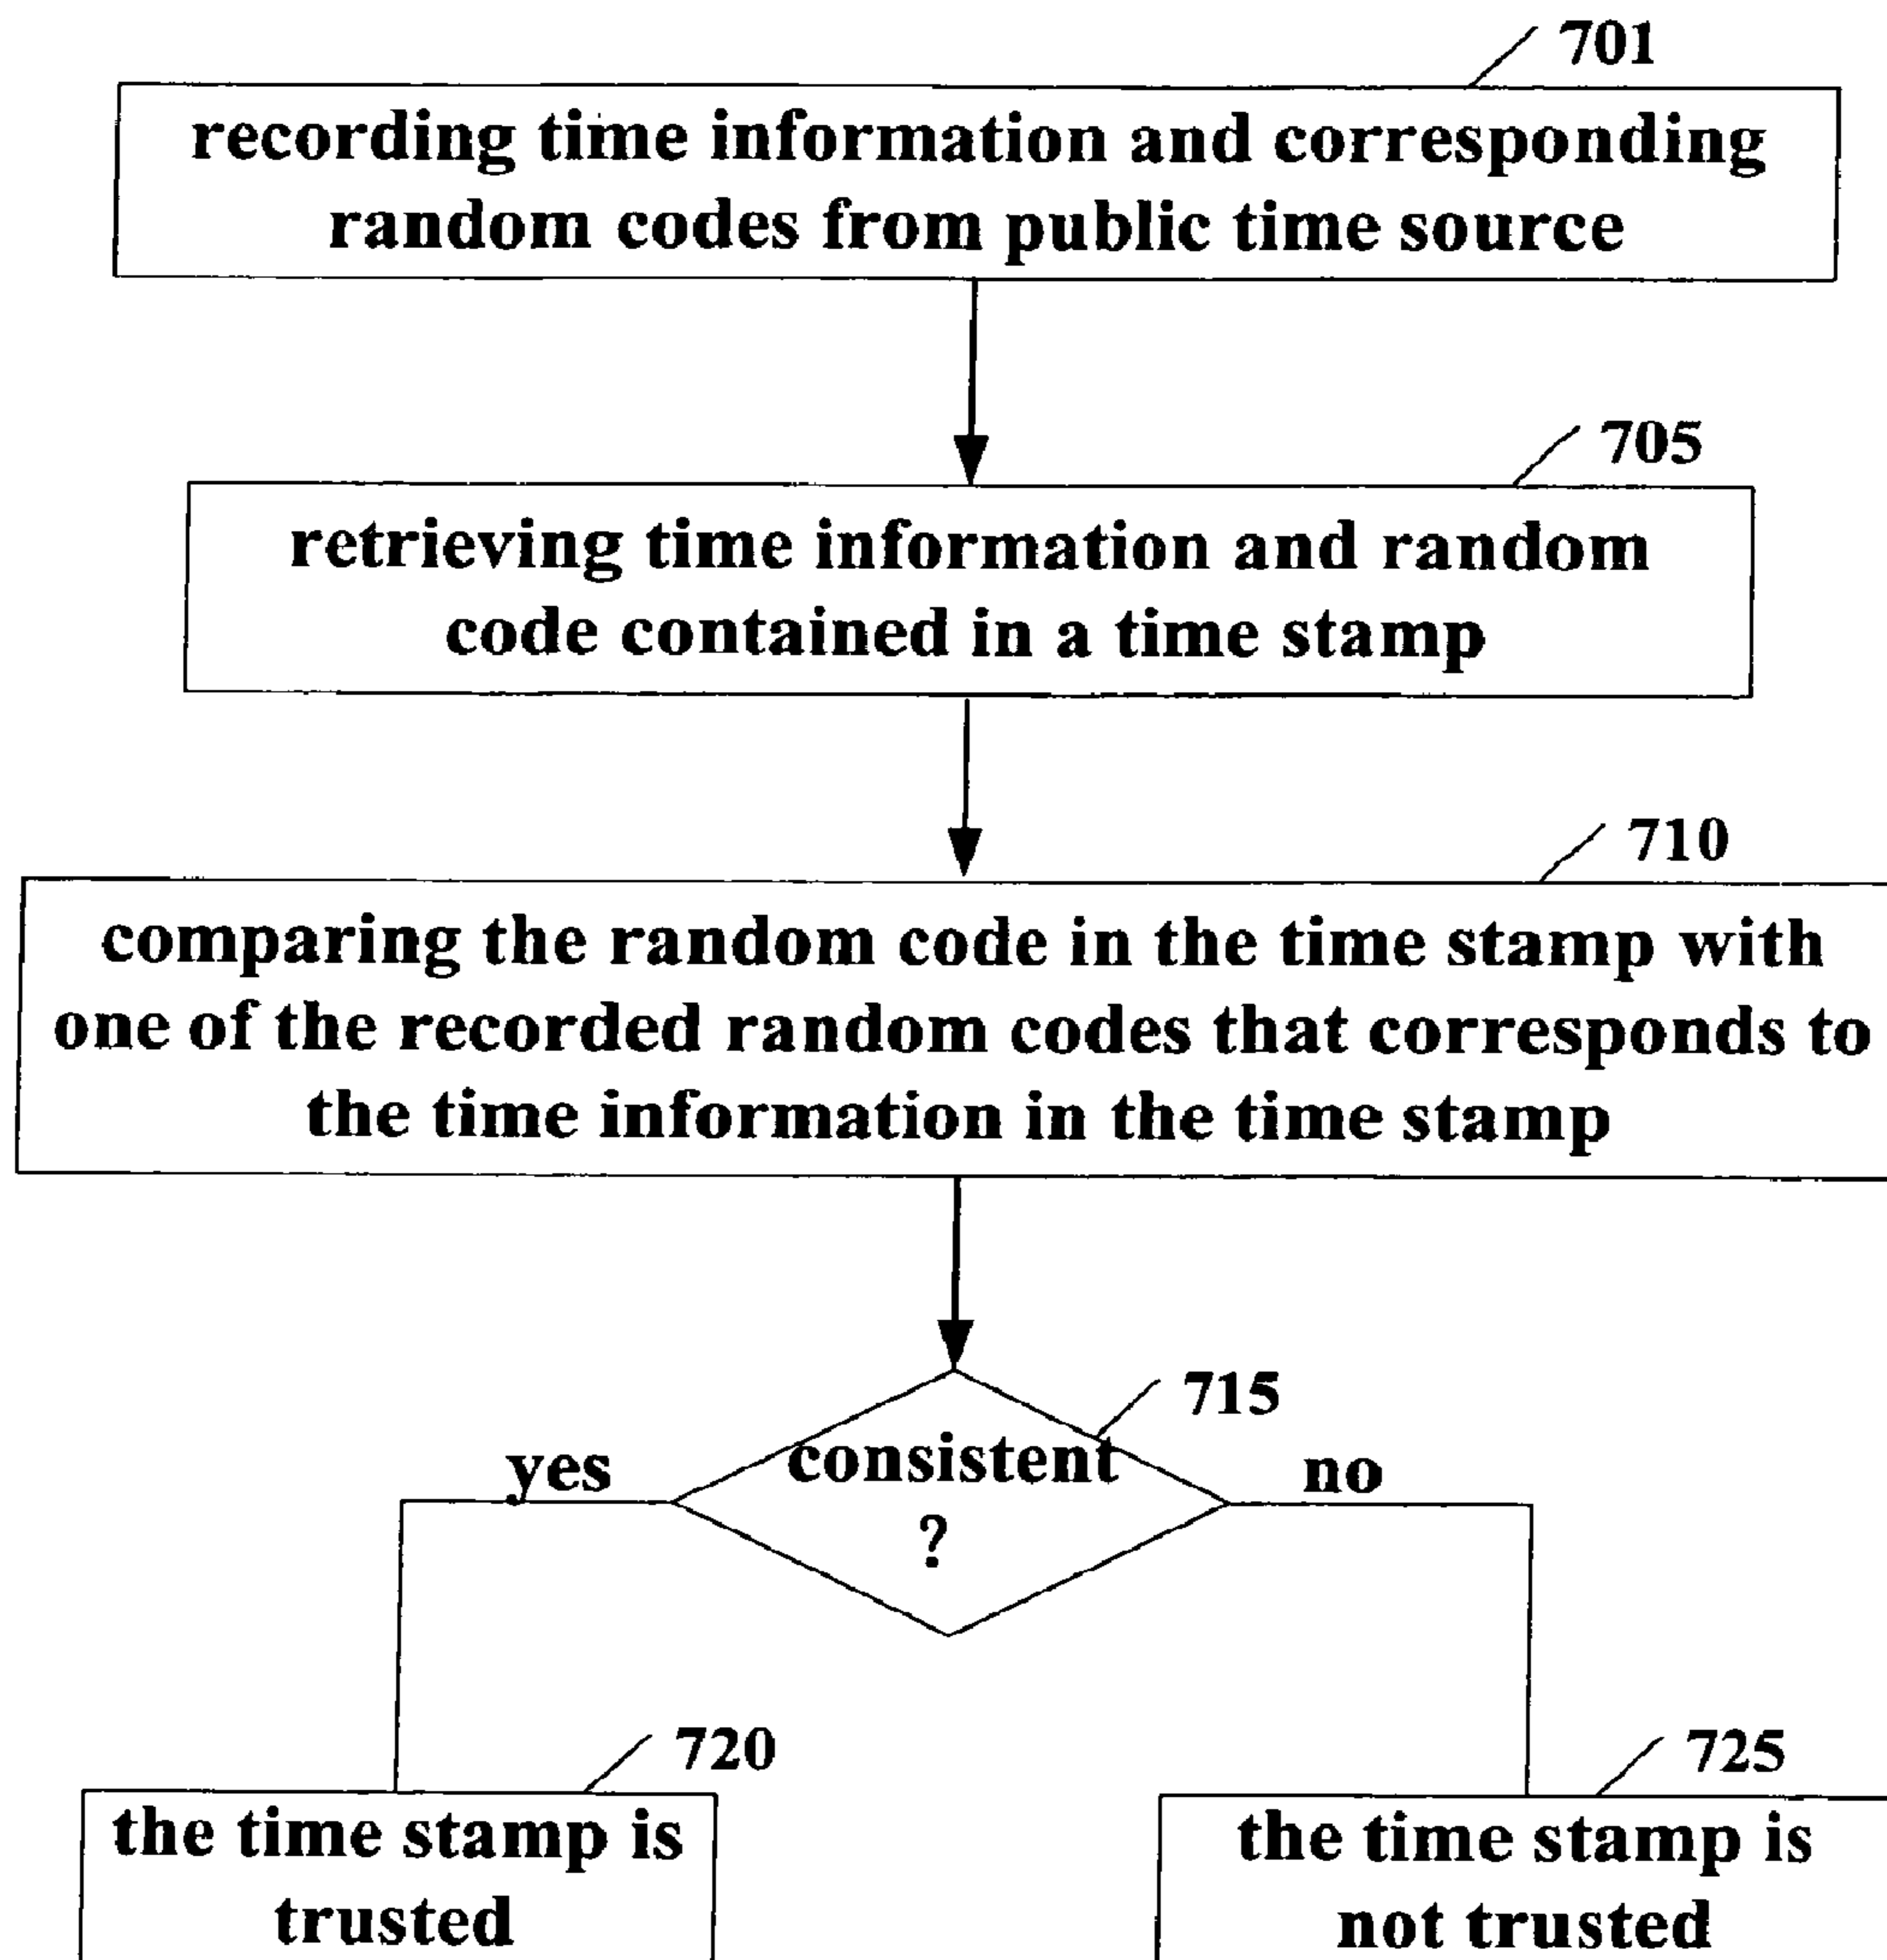 701
recording time information and corresponding
random codes from public time source
705
retrieving time information and random
code contained in a time stamp
710
comparing the random code in the time stamp with
one of the recorded random codes that corresponds to
the time information in the time stamp
715
yes
consistent
no
?
720
725
the time stamp is
trusted
the time stamp is
not trusted